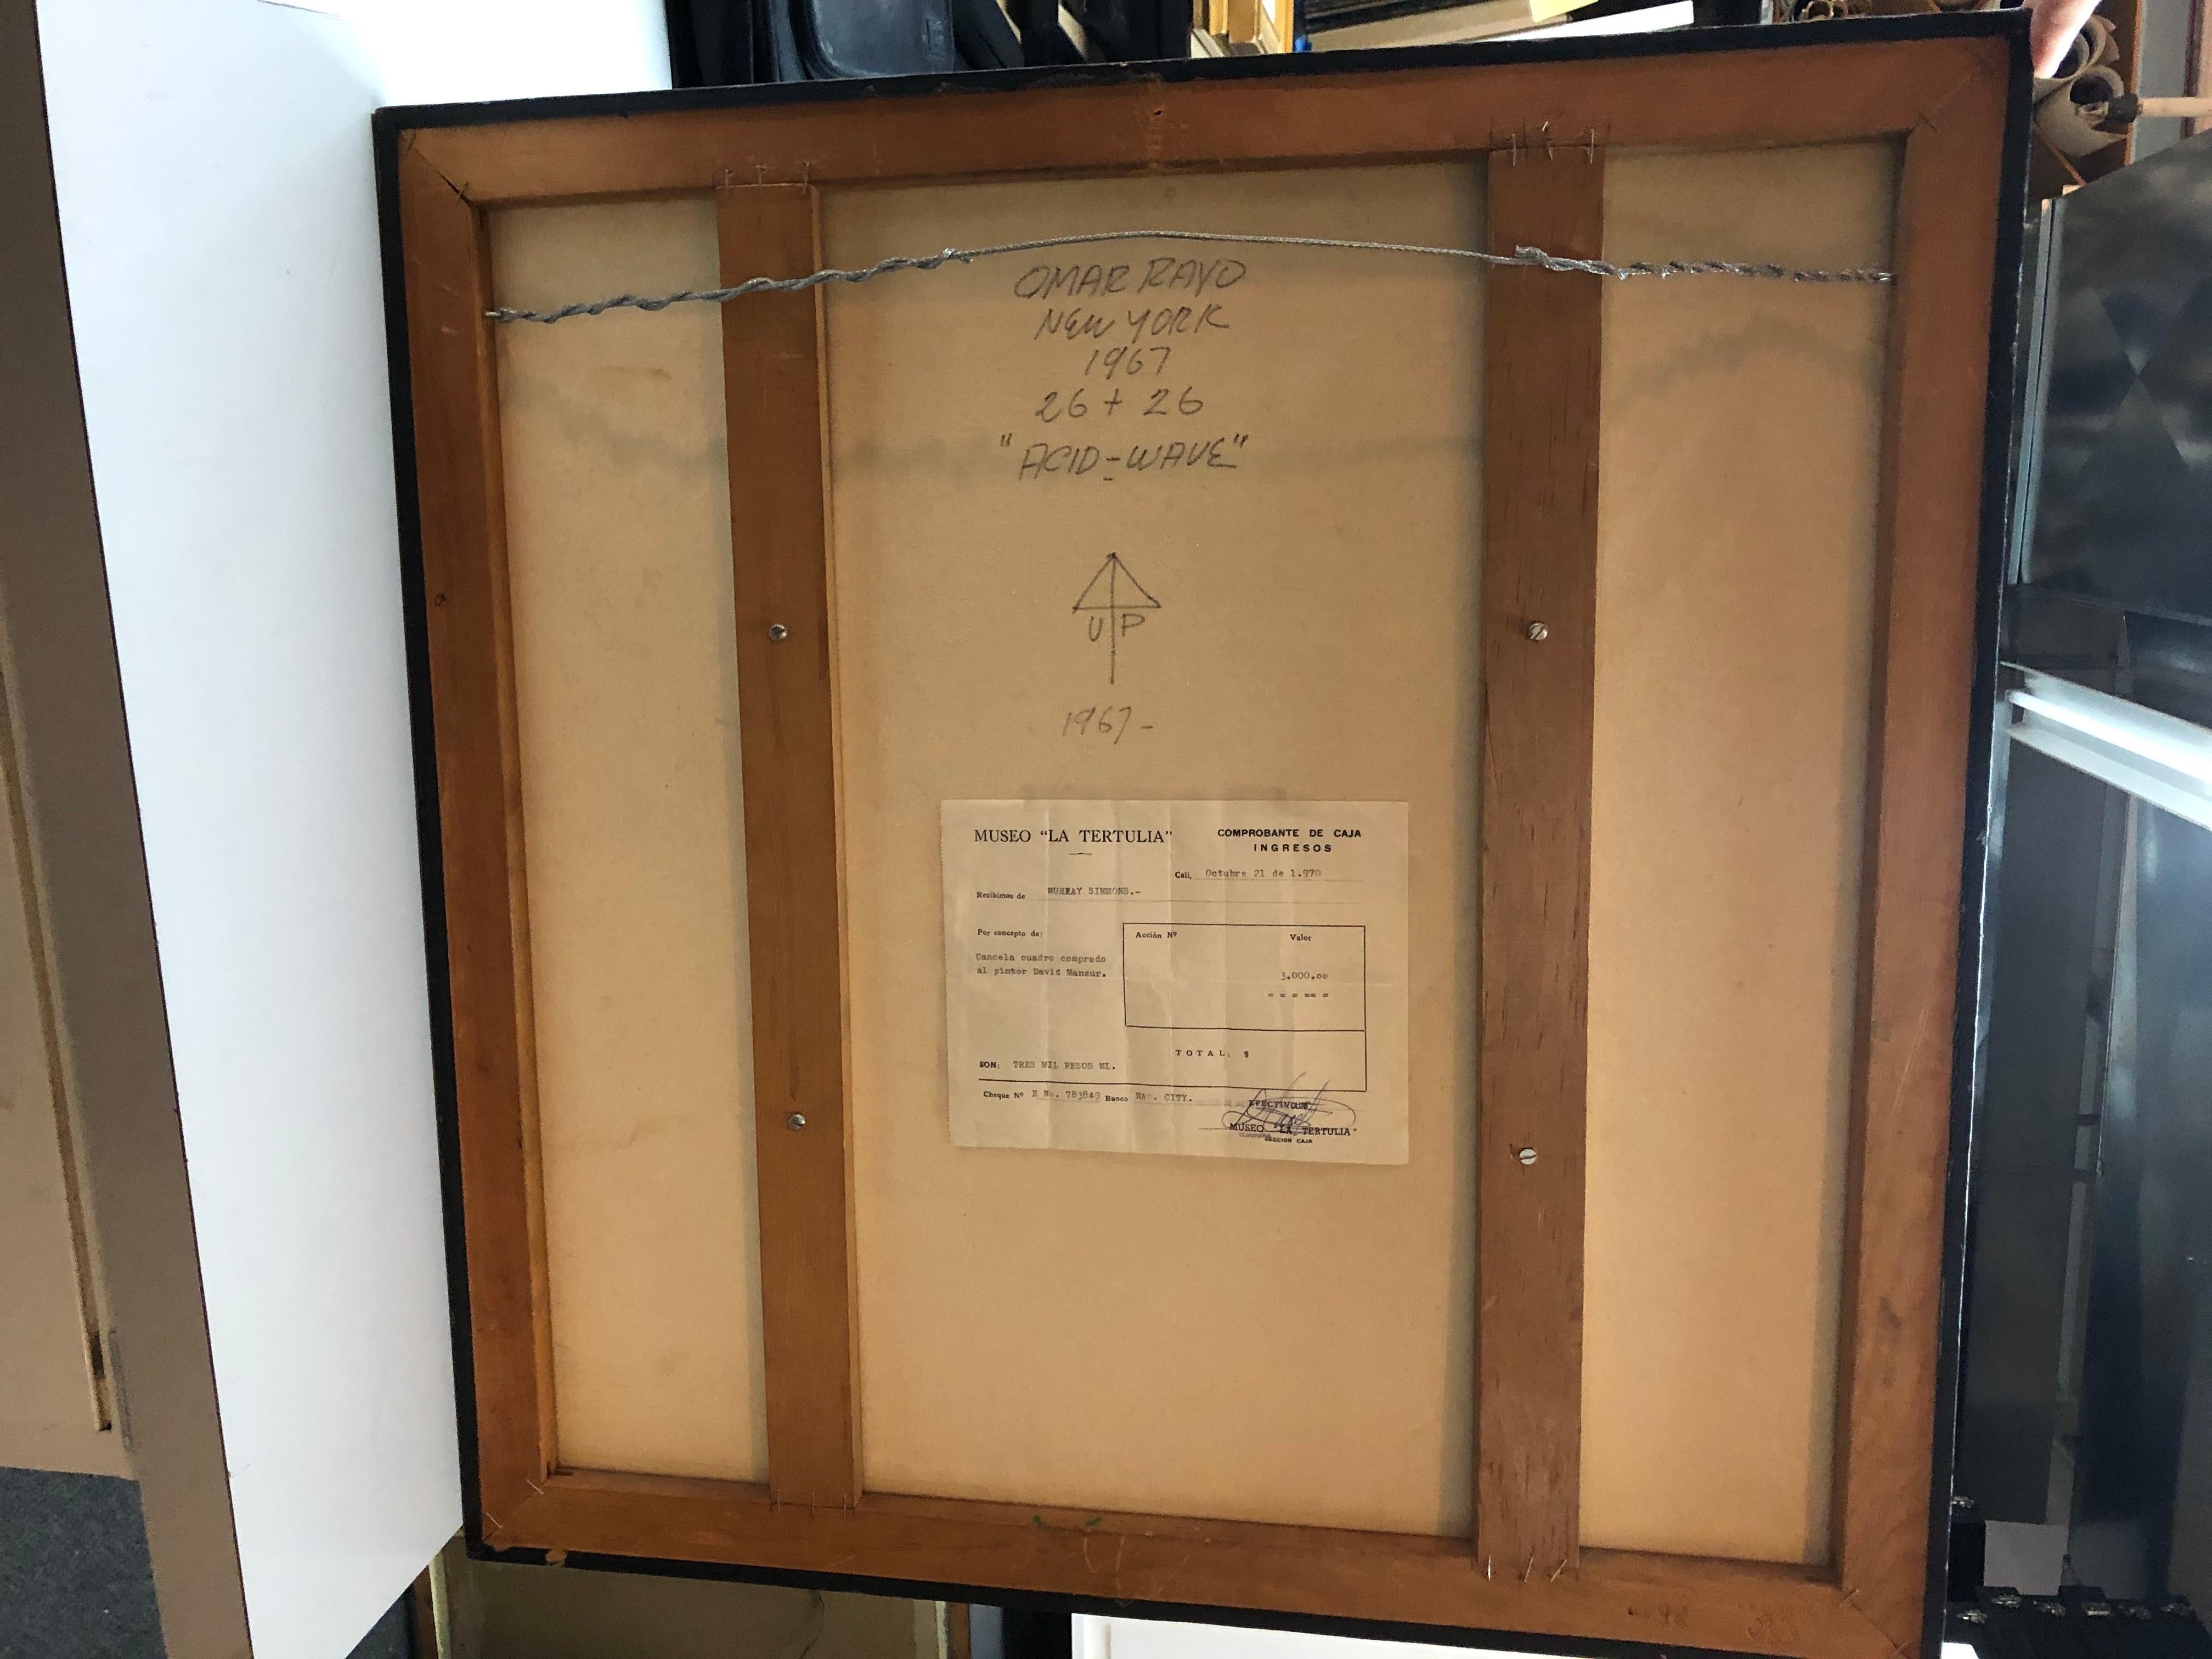 OMAR RAYO
NEW YORK
1967
26 + 26
"ACID-WAVE"
UP
1967-
MUSEO "LA TERTULIA"
COMPROBANTE DE CAJA
INGRESOS
Cali, Octubre 21 de 1.970
Recibimos de MURRAY SIMMONS.-
Por concepto de:
Acción Nº Valor
Cancela cuadro comprado
al pintor David Manzur.
3.000.oo
= = = == =
TOTAL $
SON: TRES MIL PESOS ML.
Cheque Nº E No. 783849 Banco CITY.
MUSEO "LA TERTULIA"
SECCION CAJA